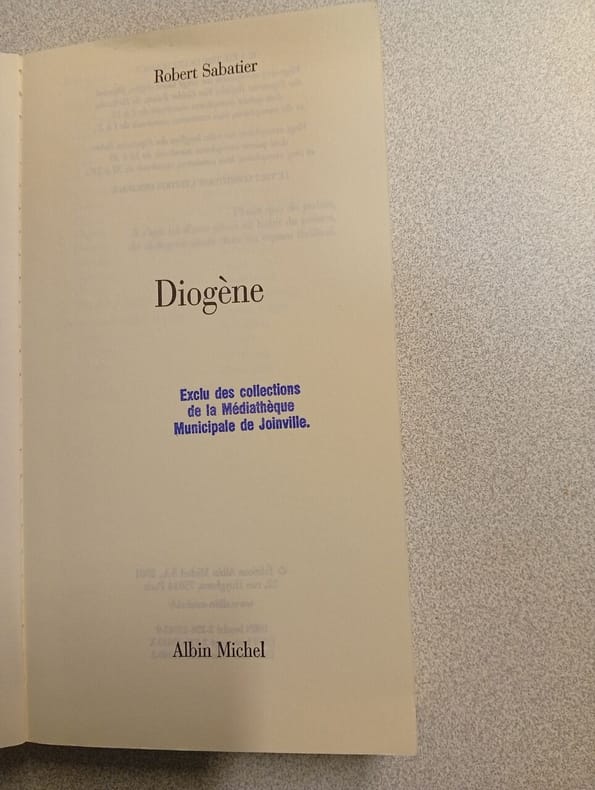 Robert Sabatier
Diogène
Exclu des collections
de la Médiathèque
Municipale de Joinville.
Albin Michel